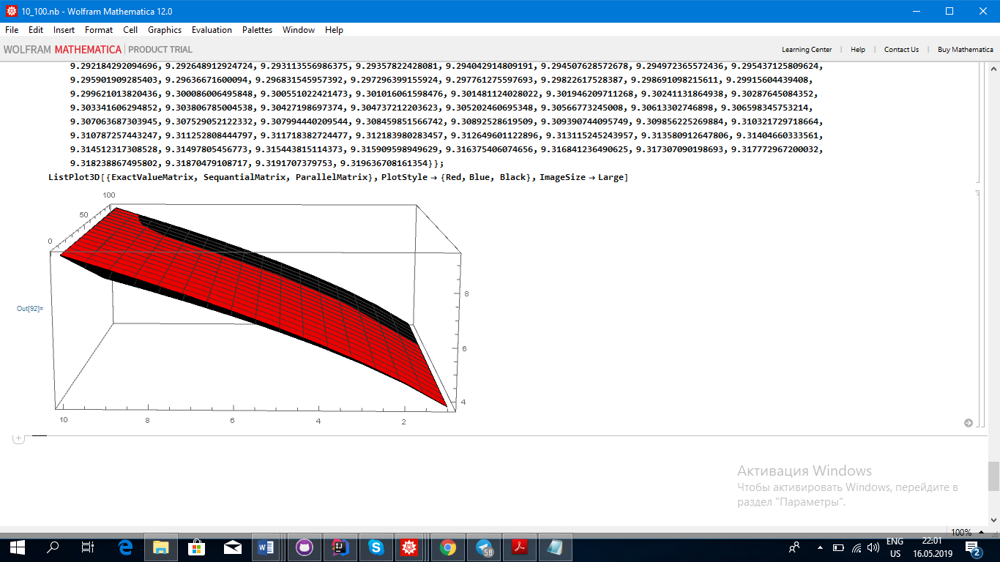 10_100.nb - Wolfram Mathematica 12.0
File Edit Insert Format Cell Graphics Evaluation Palettes Window Help
WOLFRAM MATHEMATICA PRODUCT TRIAL
Learning Center Help Contact Us Buy Mathematica
9.292184292094696, 9.292648912924724, 9.293113556986375, 9.29357822428081, 9.294042914809191, 9.294507628572678, 9.294972365572436, 9.295437125809624,
9.295901909285403, 9.29636671600094, 9.296831545957392, 9.297296399155924, 9.297761275597693, 9.29822617528387, 9.298691098215611, 9.29915604439408,
9.299621013820436, 9.300086006495848, 9.300551022421473, 9.301016061598476, 9.301481124028022, 9.301946209711268, 9.30241131864938, 9.30287645084352,
9.303341606294852, 9.303806785004538, 9.30427198697374, 9.304737212203623, 9.305202460695348, 9.30566773245008, 9.30613302746898, 9.306598345753214,
9.307063687303945, 9.307529052122332, 9.307994440209544, 9.308459851566742, 9.30892528619509, 9.309390744095749, 9.309856225269884, 9.310321729718664,
9.310787257443247, 9.311252808444797, 9.311718382724477, 9.312183980283457, 9.312649601122896, 9.313115245243957, 9.313580912647806, 9.31404660333561,
9.314512317308528, 9.31497805456773, 9.315443815114373, 9.315909598949629, 9.316375406074656, 9.316841236490625, 9.317307090198693, 9.317772967200032,
9.318238867495802, 9.31870479108717, 9.3191707379753, 9.319636708161354}};
ListPlot3D[{ExactValueMatrix, SequantialMatrix, ParallelMatrix}, PlotStyle → {Red, Blue, Black}, ImageSize → Large]
100
50
0
8
Out[92]=
6
4
10 8 6 4 2
Активация Windows
Чтобы активировать Windows, перейдите в
раздел "Параметры".
100%
58
ENG
US
22:01
16.05.2019
2